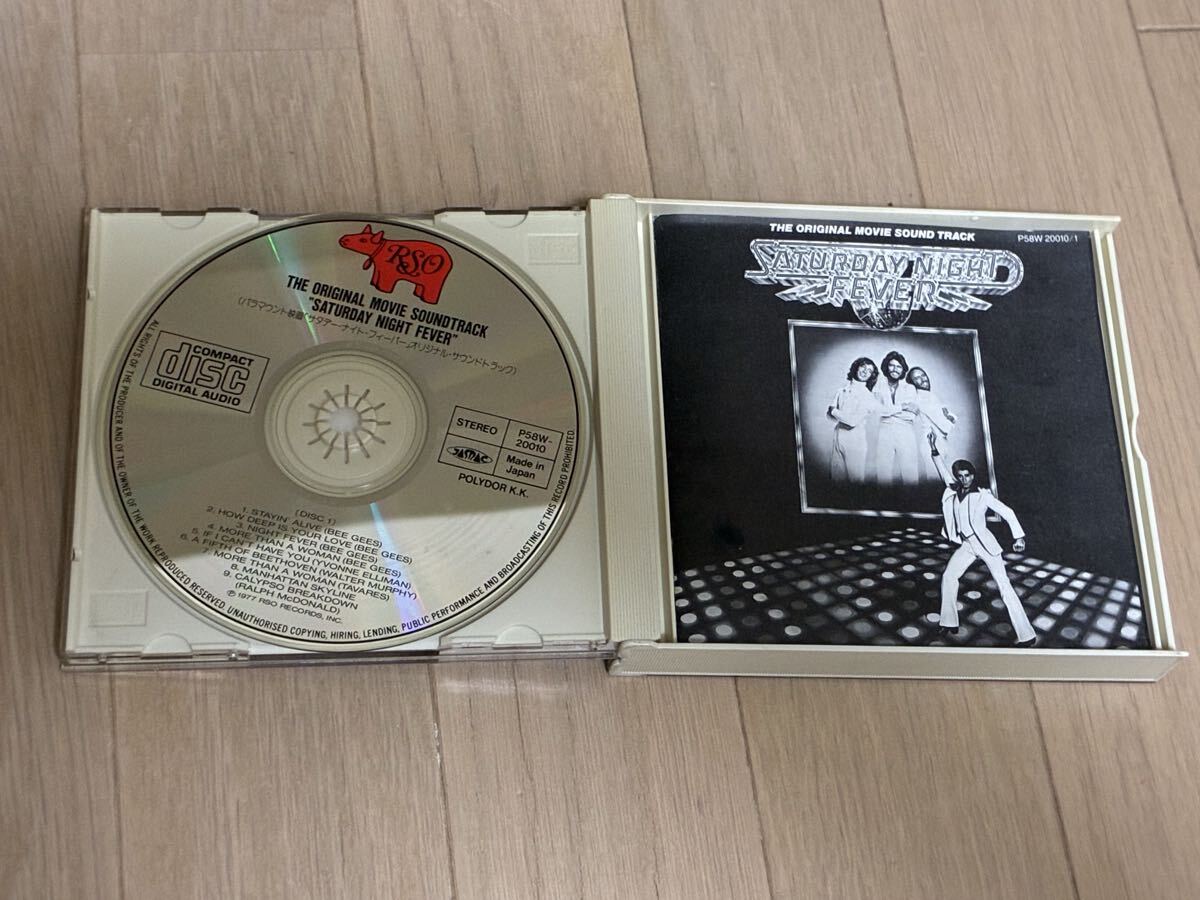 RSO
THE ORIGINAL MOVIE SOUNDTRACK
"SATURDAY NIGHT FEVER"
(パラマウント映画「サタデー・ナイト・フィーバー」オリジナル・サウンドトラック)
COMPACT
disc
DIGITAL AUDIO
STEREO
P58W-
20010
JASRAC
Made in
Japan
POLYDOR K.K.
(DISC 1)
1. STAYIN' ALIVE (BEE GEES)
2. HOW DEEP IS YOUR LOVE (BEE GEES)
3. NIGHT FEVER (BEE GEES)
4. MORE THAN A WOMAN (BEE GEES)
5. IF I CAN'T HAVE YOU (YVONNE ELLIMAN)
6. A FIFTH OF BEETHOVEN (WALTER MURPHY)
7. MORE THAN A WOMAN (TAVARES)
8. MANHATTAN SKYLINE
9. CALYPSO BREAKDOWN
(RALPH McDONALD)
℗ 1977 RSO RECORDS, INC.
ALL RIGHTS OF THE PRODUCER AND OF THE OWNER OF THE WORK REPRODUCED RESERVED. UNAUTHORISED COPYING, HIRING, LENDING, PUBLIC PERFORMANCE AND BROADCASTING OF THIS RECORD PROHIBITED.
THE ORIGINAL MOVIE SOUND TRACK
P58W 20010/1
SATURDAY NIGHT
FEVER